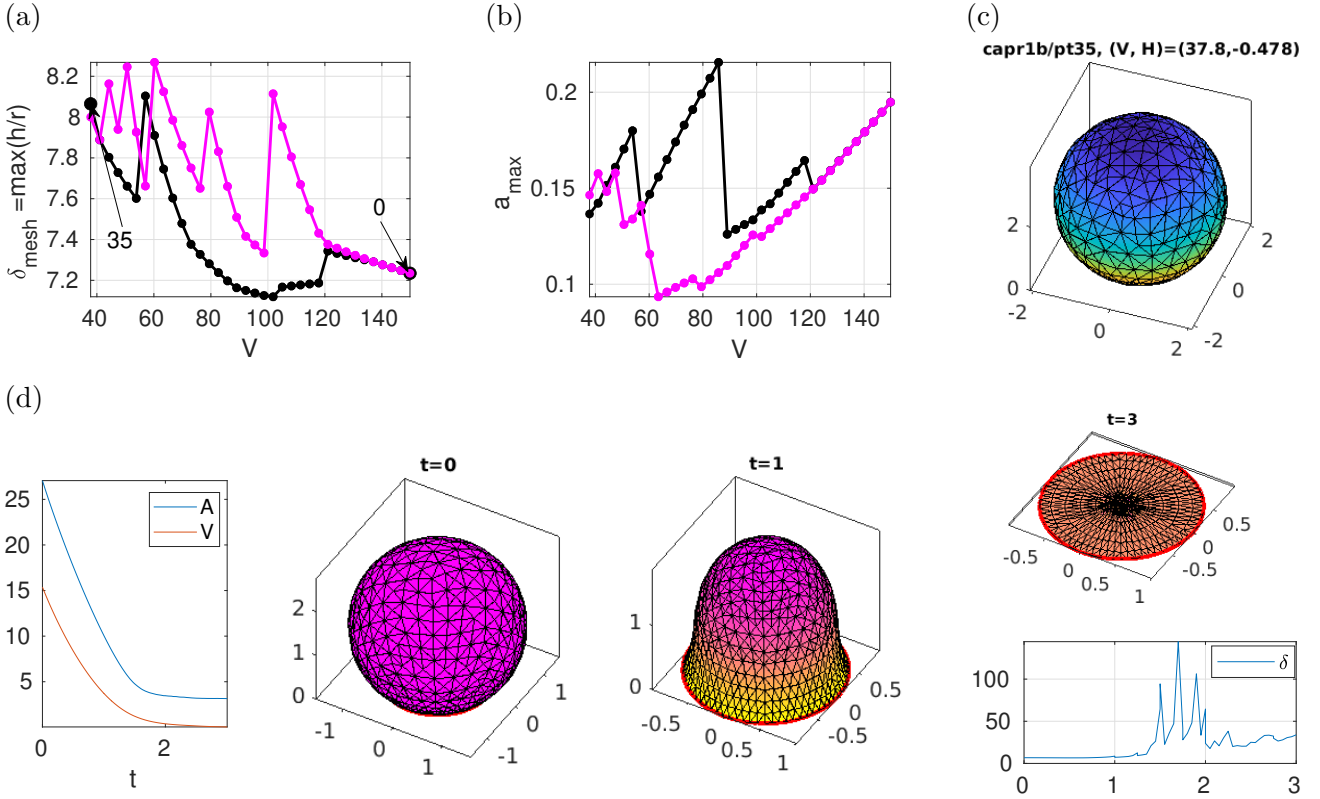 (a)
δ_mesh =max(h/r)
8.2
8
7.8
7.6
7.4
7.2
35
0
40 60 80 100 120 140
V
(b)
a_max
0.2
0.15
0.1
40 60 80 100 120 140
V
(c)
capr1b/pt35, (V, H)=(37.8,-0.478)
2
0
-2
0
2
-2
0
2
(d)
25
20
15
10
5
0 2
t
A
V
t=0
2
1
0
-1
0
1
-1
0
1
t=1
1
0
-0.5
0
0.5
1
-0.5
0
0.5
t=3
-0.5
0
0.5
1
-0.5
0
0.5
δ
100
50
0
0 1 2 3